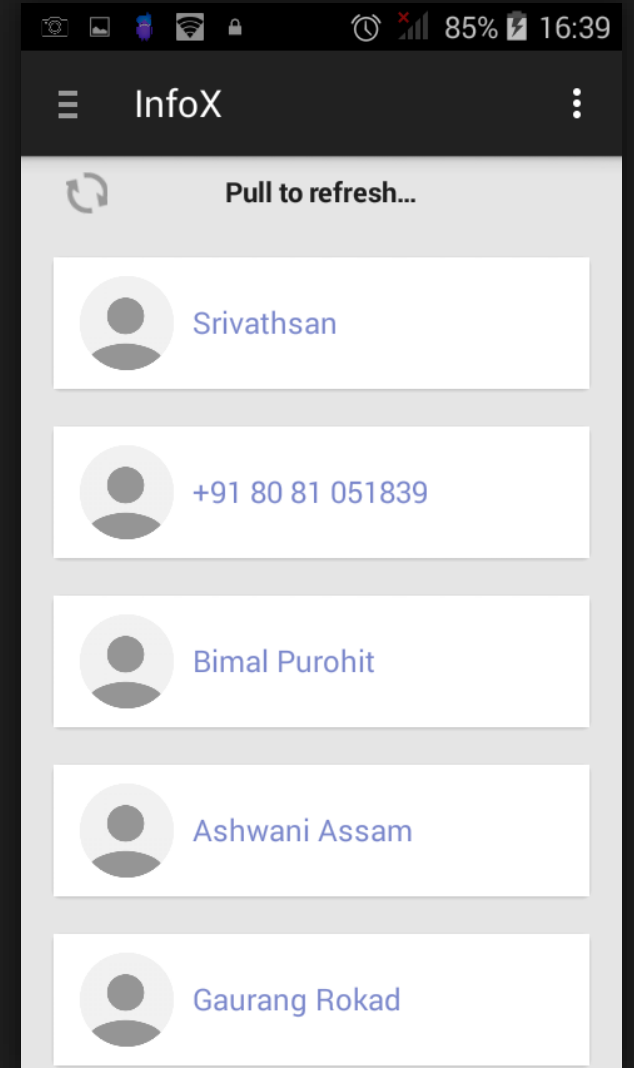 85% 16:39
InfoX
Pull to refresh...
Srivathsan
+91 80 81 051839
Bimal Purohit
Ashwani Assam
Gaurang Rokad